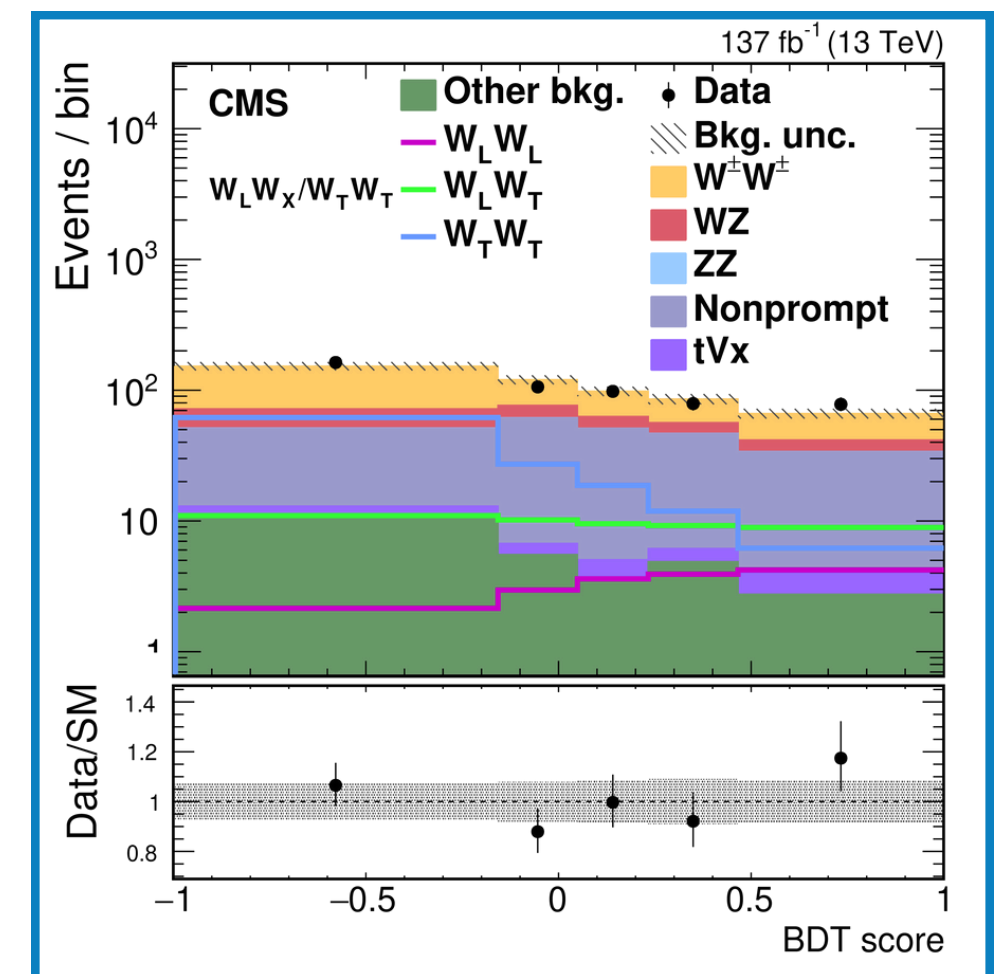 137 fb⁻¹ (13 TeV)
Events / bin
CMS
W_L W_X/W_T W_T
Other bkg.
W_L W_L
W_L W_T
W_T W_T
Data
Bkg. unc.
W^± W^±
WZ
ZZ
Nonprompt
tVx
10⁴
10³
10²
10
1
Data/SM
1.4
1.2
1
0.8
−1 −0.5 0 0.5 1
BDT score